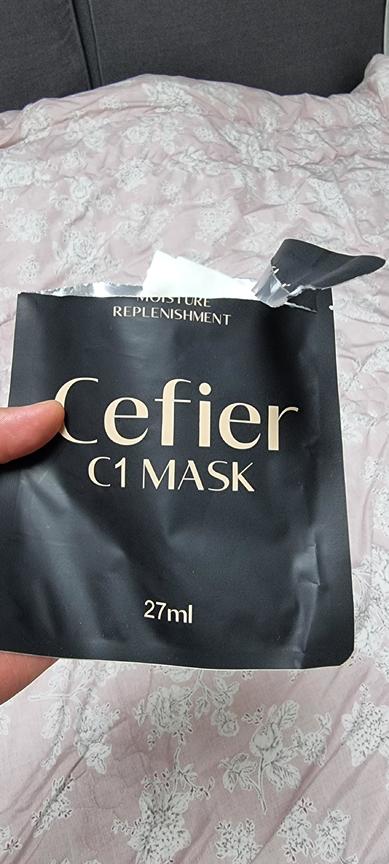 MOISTURE
REPLENISHMENT
Cefier
C1 MASK
27ml